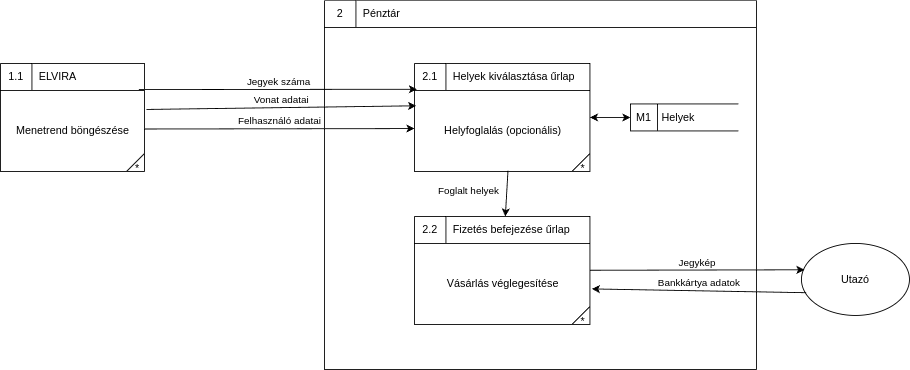 2
Pénztár
1.1
ELVIRA
Menetrend böngészése
*
Jegyek száma
Vonat adatai
Felhasználó adatai
2.1
Helyek kiválasztása űrlap
Helyfoglalás (opcionális)
*
M1
Helyek
Foglalt helyek
2.2
Fizetés befejezése űrlap
Vásárlás véglegesítése
*
Jegykép
Bankkártya adatok
Utazó